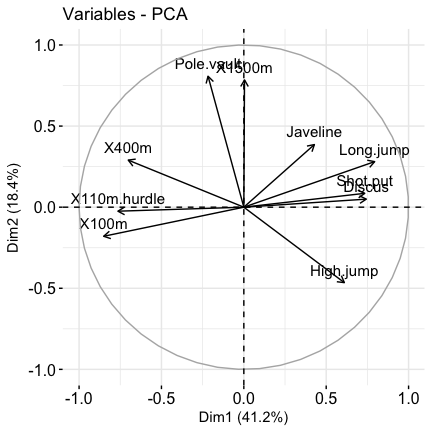 Variables - PCA
1.0
0.5
0.0
-0.5
-1.0
Dim2 (18.4%)
Pole.vault
X1500m
Javeline
X400m
Long.jump
Shot.put
Discus
X110m.hurdle
X100m
High.jump
-1.0 -0.5 0.0 0.5 1.0
Dim1 (41.2%)